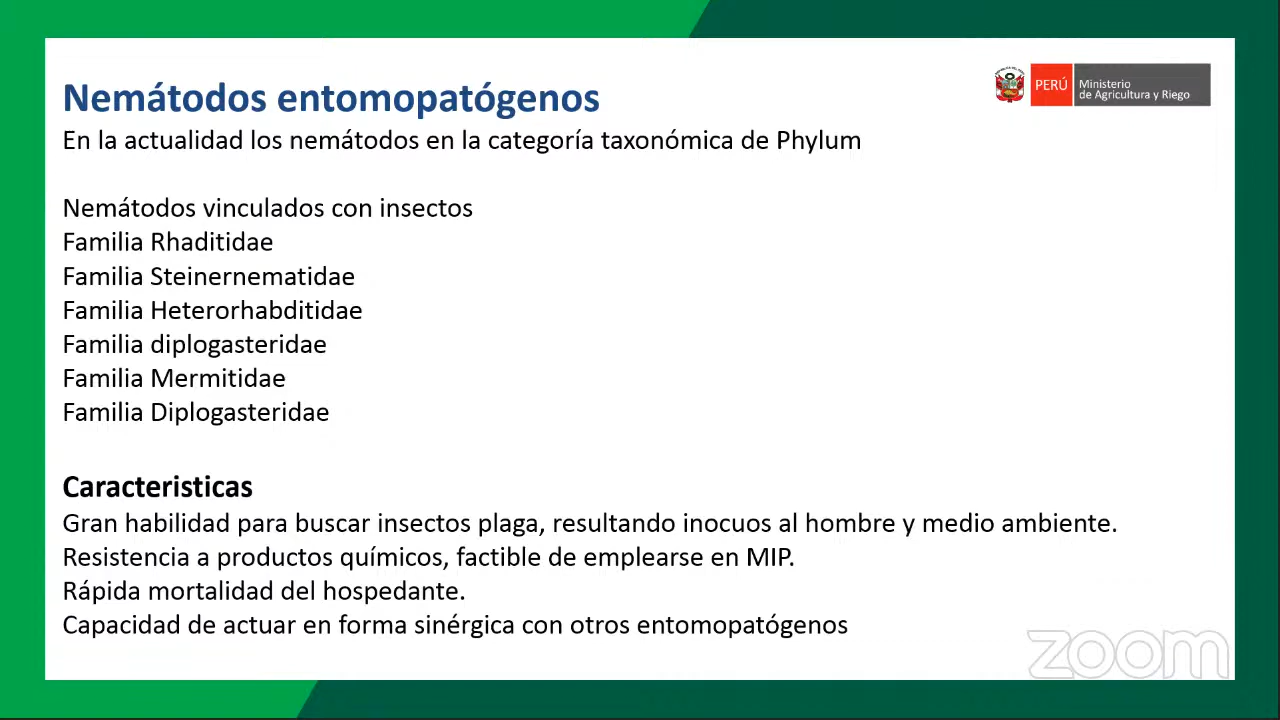 Nemátodos entomopatógenos
PERÚ
Ministerio
de Agricultura y Riego
En la actualidad los nemátodos en la categoría taxonómica de Phylum
Nemátodos vinculados con insectos
Familia Rhaditidae
Familia Steinernematidae
Familia Heterorhabditidae
Familia diplogasteridae
Familia Mermitidae
Familia Diplogasteridae
Caracteristicas
Gran habilidad para buscar insectos plaga, resultando inocuos al hombre y medio ambiente.
Resistencia a productos químicos, factible de emplearse en MIP.
Rápida mortalidad del hospedante.
Capacidad de actuar en forma sinérgica con otros entomopatógenos
zoom